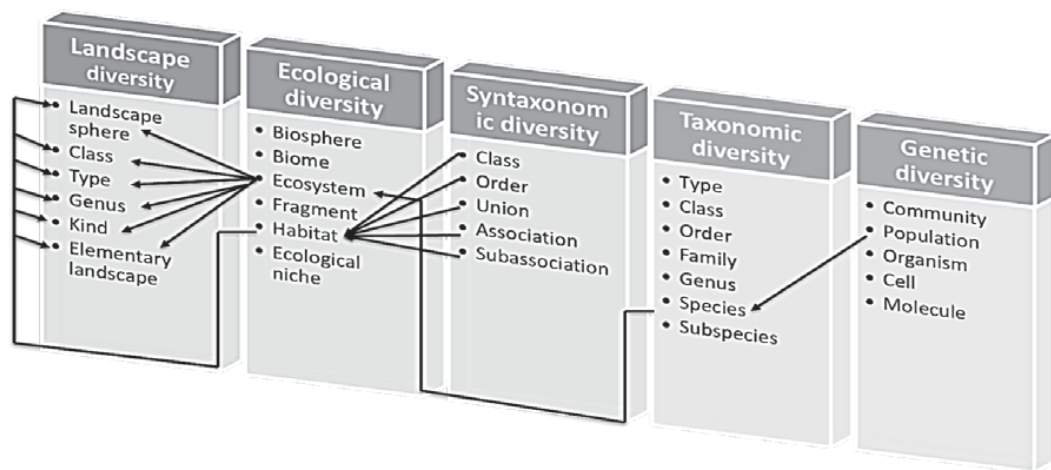 Landscape
diversity
• Landscape
sphere
• Class
• Type
• Genus
• Kind
• Elementary
landscape
Ecological
diversity
• Biosphere
• Biome
• Ecosystem
• Fragment
• Habitat
• Ecological
niche
Syntaxonom
ic diversity
• Class
• Order
• Union
• Association
• Subassociation
Taxonomic
diversity
• Type
• Class
• Order
• Family
• Genus
• Species
• Subspecies
Genetic
diversity
• Community
• Population
• Organism
• Cell
• Molecule